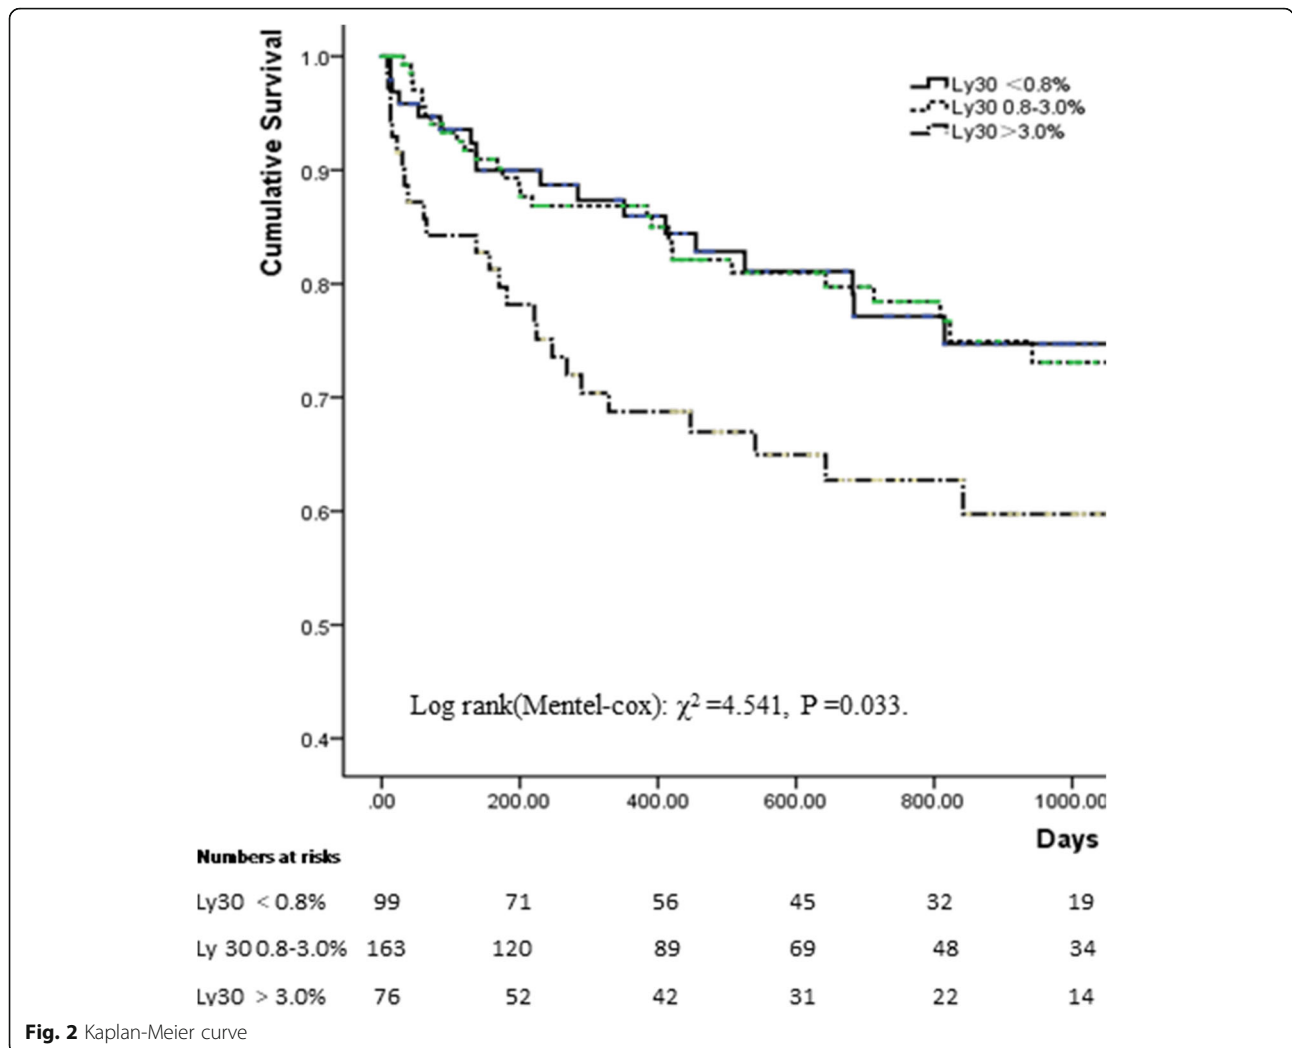 Cumulative Survival
1.0
0.9
0.8
0.7
0.6
0.5
0.4
Ly30 <0.8%
Ly30 0.8-3.0%
Ly30>3.0%
Log rank(Mentel-cox): χ² =4.541, P =0.033.
.00 200.00 400.00 600.00 800.00 1000.00
Days
Numbers at risks
Ly30 < 0.8% 99 71 56 45 32 19
Ly 30 0.8-3.0% 163 120 89 69 48 34
Ly30 > 3.0% 76 52 42 31 22 14
Fig. 2 Kaplan-Meier curve